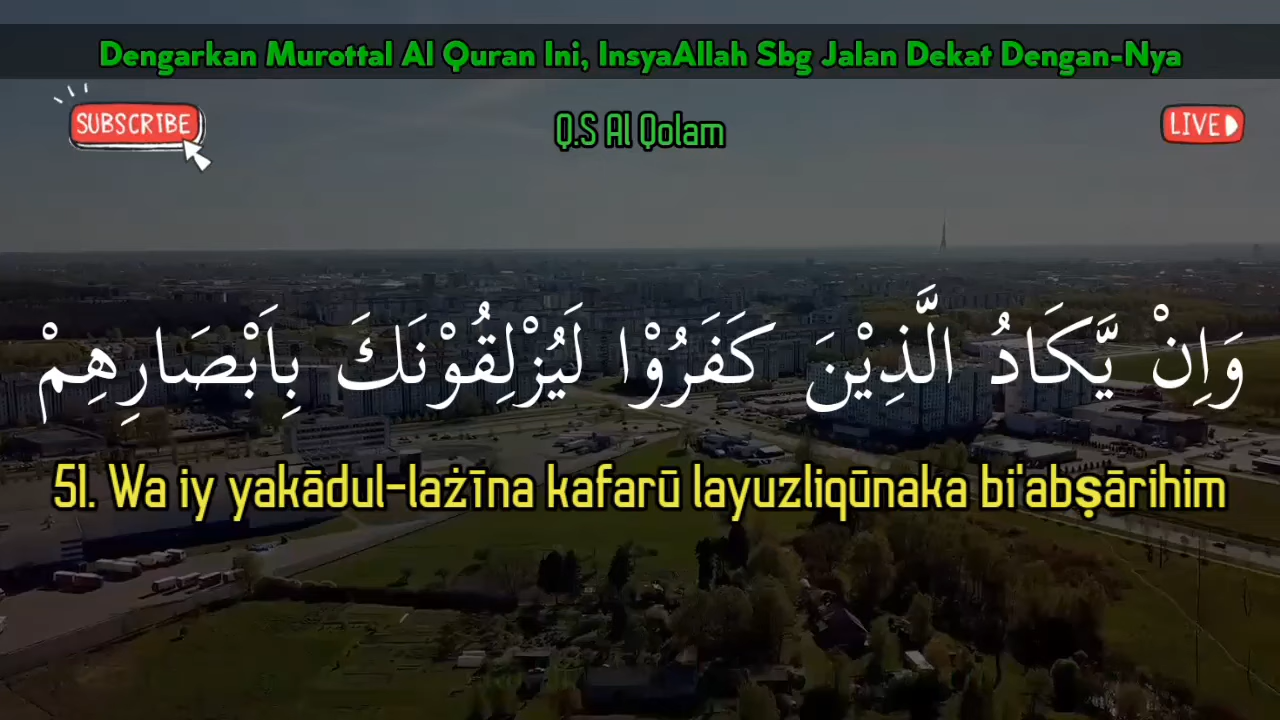 Dengarkan Murottal Al Quran Ini, InsyaAllah Sbg Jalan Dekat Dengan-Nya
SUBSCRIBE
Q.S Al Qolam
LIVE
وَاِنْ يَّكَادُ الَّذِيْنَ كَفَرُوْا لَيُزْلِقُوْنَكَ بِاَبْصَارِهِمْ
51. Wa iy yakādul-lażīna kafarū layuzliqūnaka bi'abṣārihim